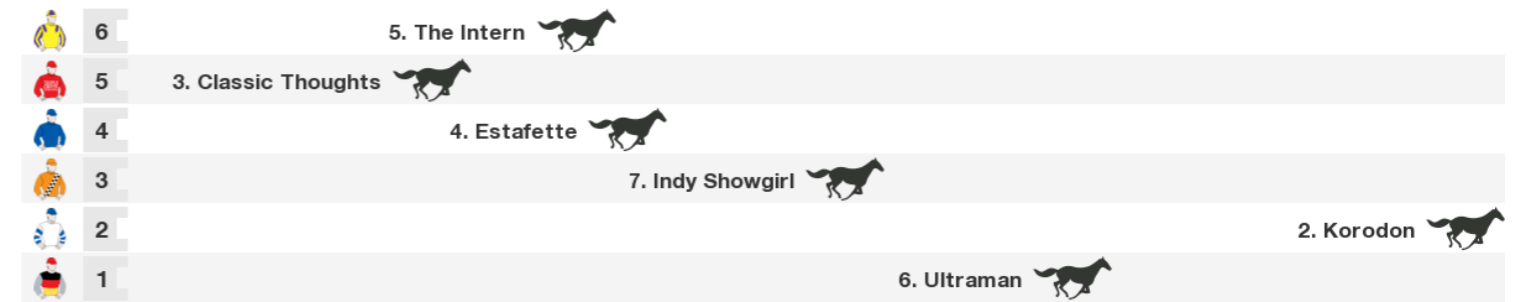 6 5. The Intern
5 3. Classic Thoughts
4 4. Estafette
3 7. Indy Showgirl
2 2. Korodon
1 6. Ultraman